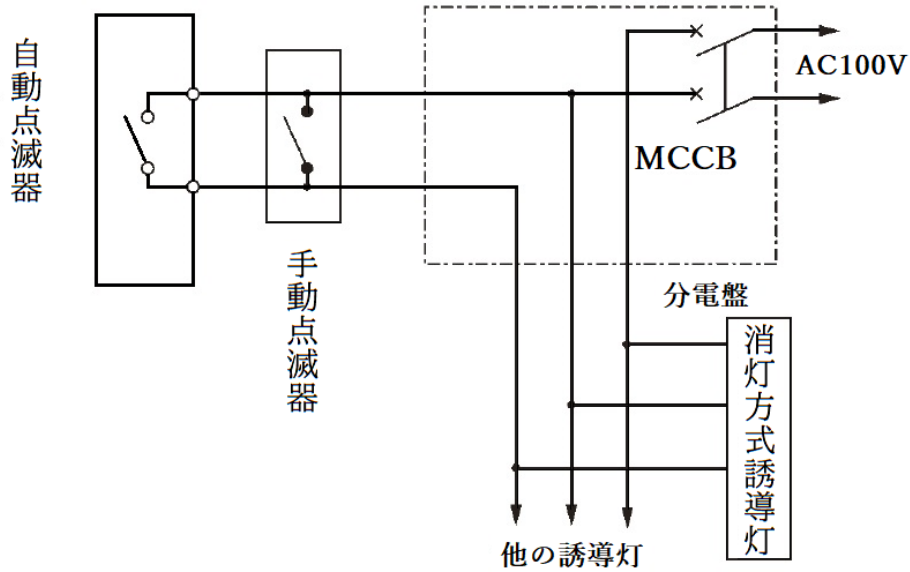 自動点滅器
手動点滅器
AC100V
MCCB
分電盤
消灯方式誘導灯
他の誘導灯